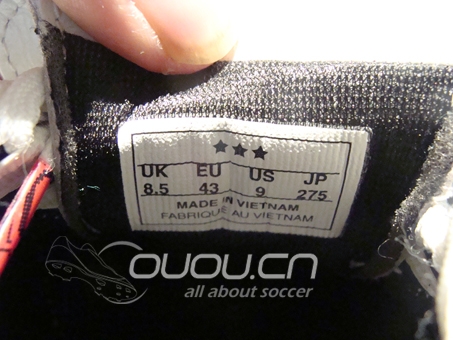 ★★★
UK EU US JP
8.5 43 9 275
MADE IN VIETNAM
FABRIQUÉ AU VIETNAM
OUOU.CN
all about soccer